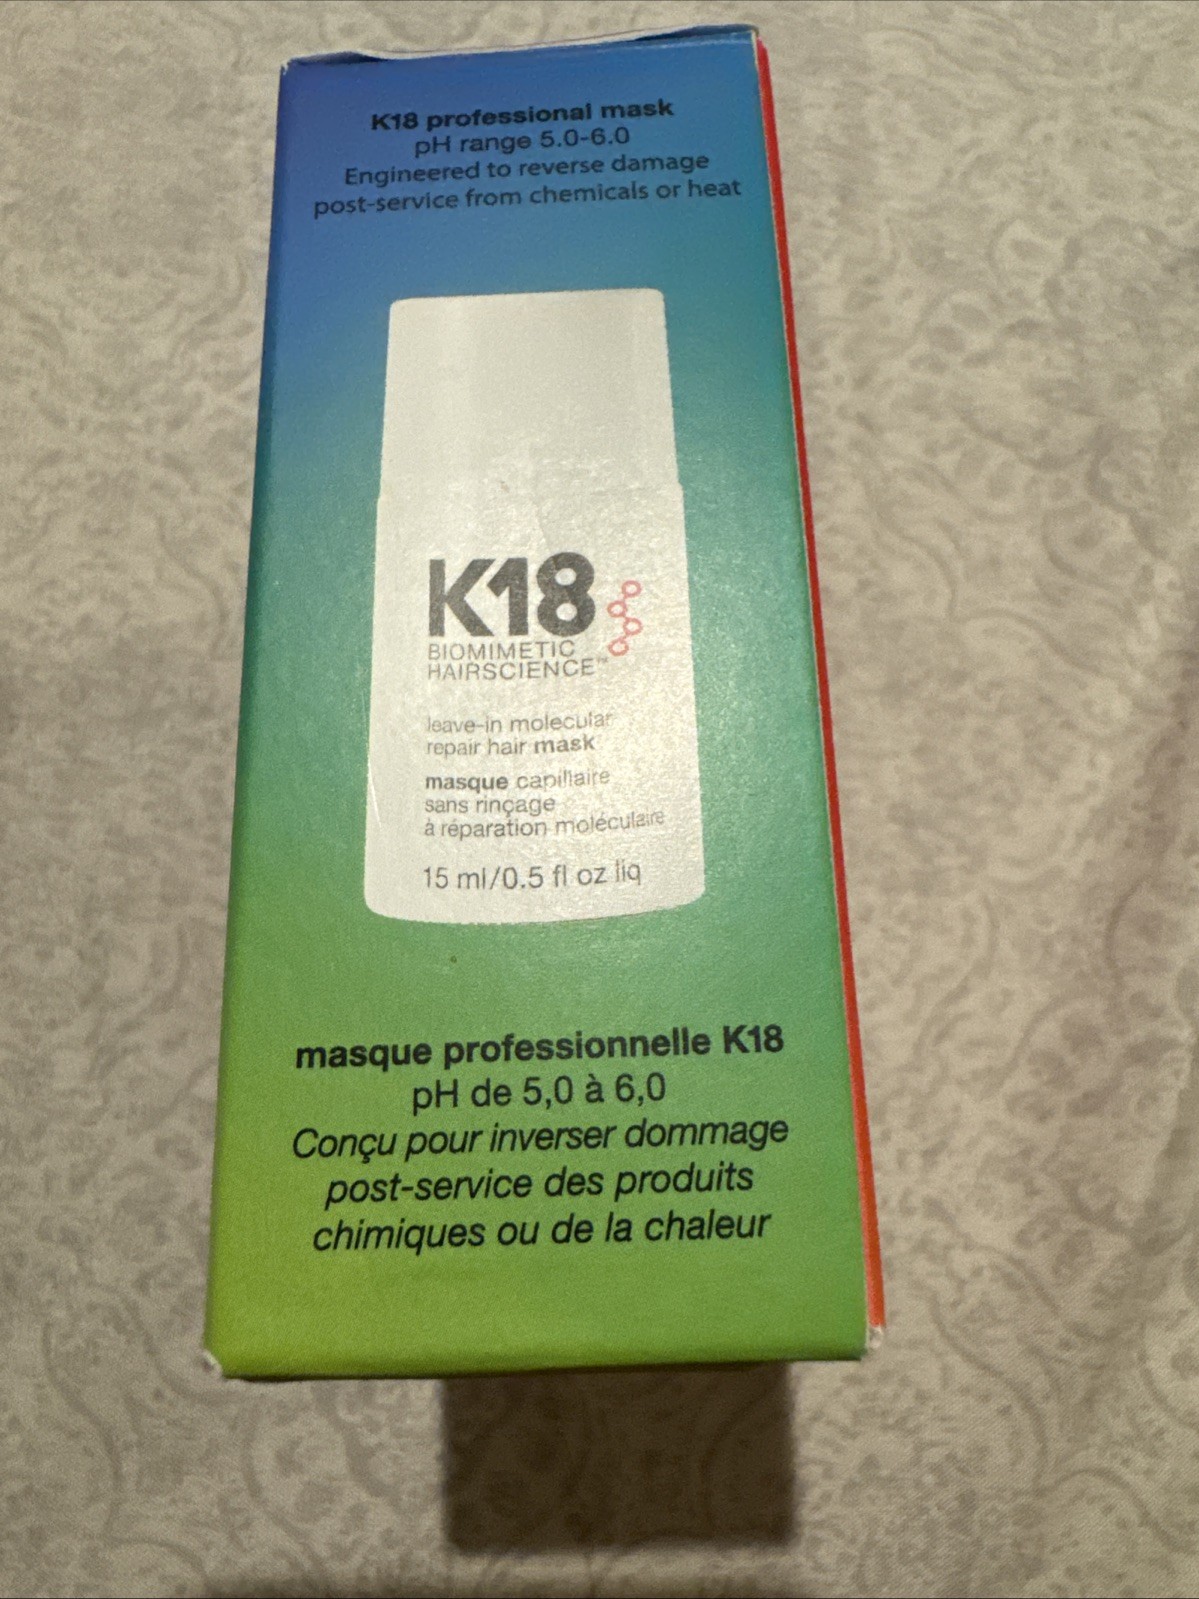 K18 professional mask
pH range 5.0-6.0
Engineered to reverse damage
post-service from chemicals or heat
K18
BIOMIMETIC
HAIRSCIENCE™
leave-in molecular
repair hair mask
masque capillaire
sans rinçage
à réparation moléculaire
15 ml/0.5 fl oz liq
masque professionnelle K18
pH de 5,0 à 6,0
Conçu pour inverser dommage
post-service des produits
chimiques ou de la chaleur